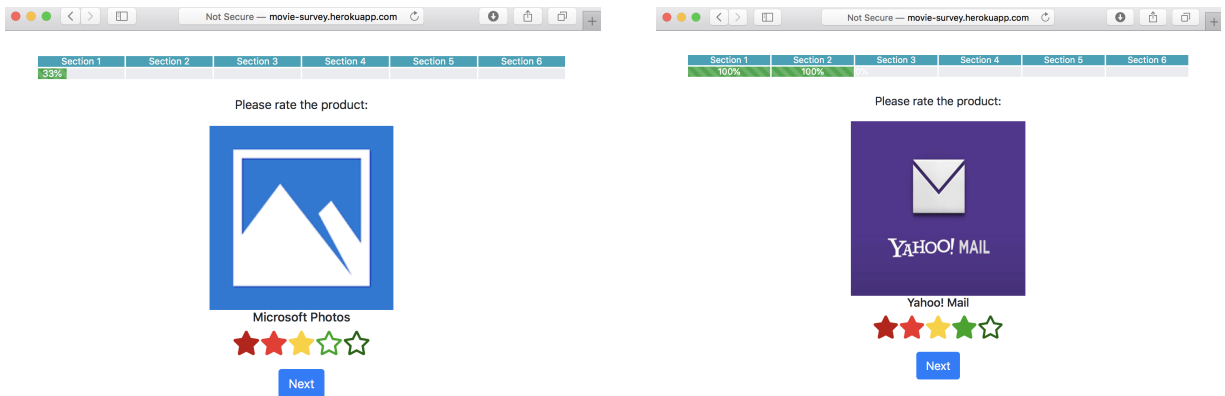 Not Secure — movie-survey.herokuapp.com
Section 1 Section 2 Section 3 Section 4 Section 5 Section 6
33%
Please rate the product:
Microsoft Photos
Next
Not Secure — movie-survey.herokuapp.com
Section 1 Section 2 Section 3 Section 4 Section 5 Section 6
100% 100%
Please rate the product:
YAHOO! MAIL
Yahoo! Mail
Next